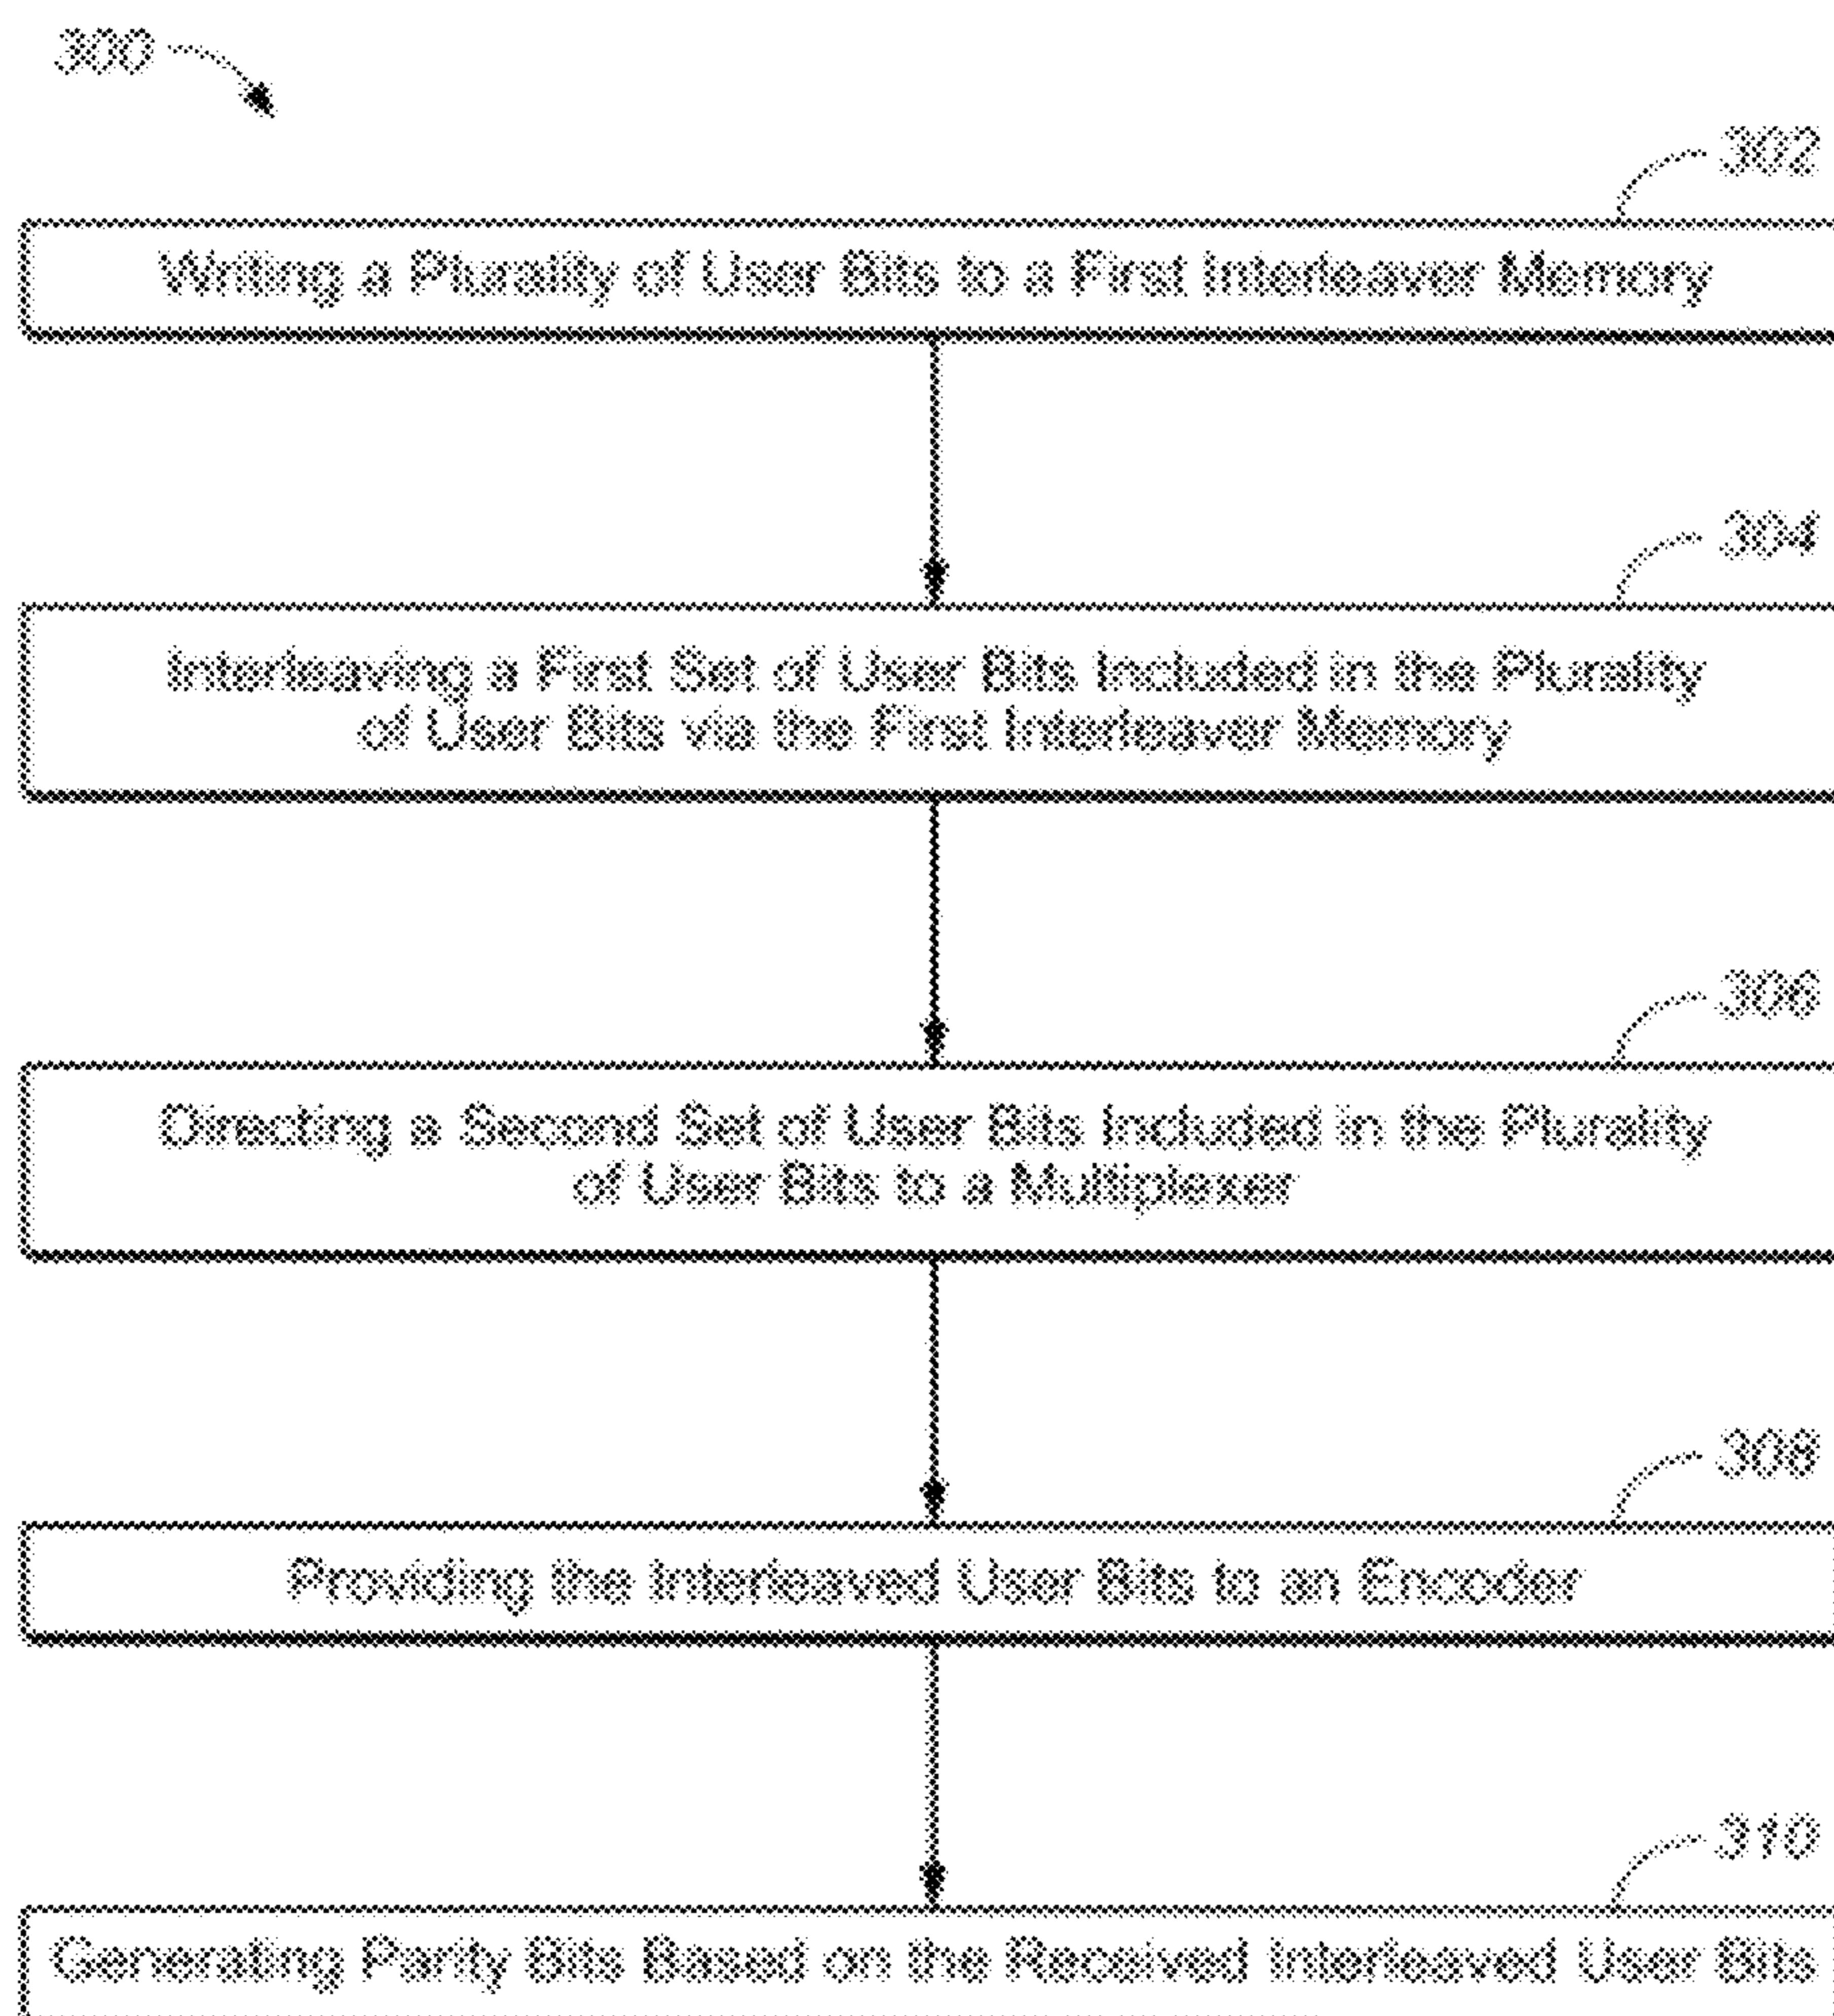 300
302
Writing a Plurality of User Bits to a First Interleaver Memory
304
Interleaving a First Set of User Bits Included in the Plurality
of User Bits via the First Interleaver Memory
306
Directing a Second Set of User Bits Included in the Plurality
of User Bits to a Multiplexer
308
Providing the Interleaved User Bits to an Encoder
310
Generating Parity Bits Based on the Received Interleaved User Bits